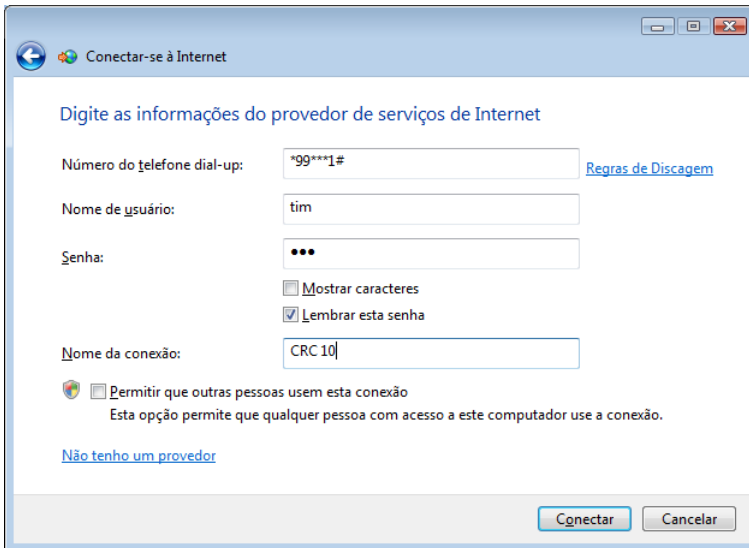 Conectar-se à Internet
Digite as informações do provedor de serviços de Internet
Número do telefone dial-up: *99***1# Regras de Discagem
Nome de usuário: tim
Senha: •••
Mostrar caracteres
Lembrar esta senha
Nome da conexão: CRC 10
Permitir que outras pessoas usem esta conexão
Esta opção permite que qualquer pessoa com acesso a este computador use a conexão.
Não tenho um provedor
Conectar Cancelar